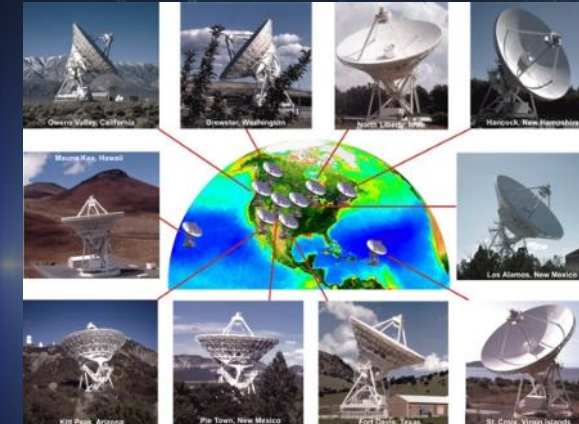 Owens Valley, California
Brewster, Washington
North Liberty, Iowa
Hancock, New Hampshire
Mauna Kea, Hawaii
Los Alamos, New Mexico
Kitt Peak, Arizona
Pie Town, New Mexico
Fort Davis, Texas
St. Croix, Virgin Islands